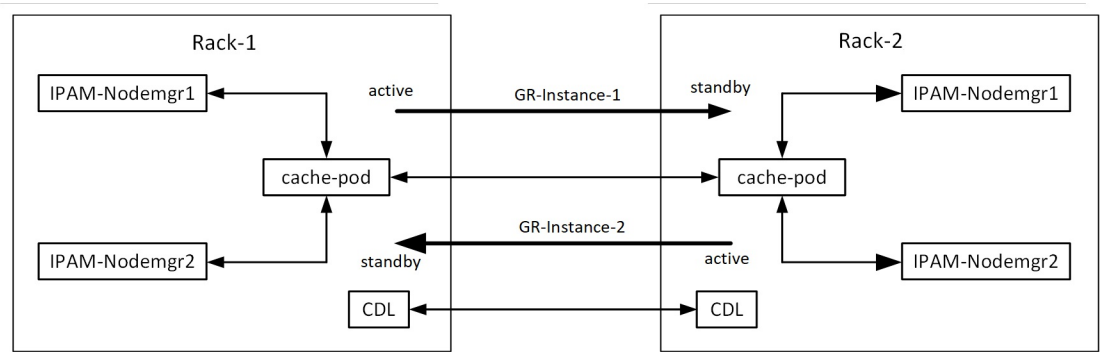 Rack-1
IPAM-Nodemgr1
cache-pod
IPAM-Nodemgr2
CDL
active
GR-Instance-1
standby
GR-Instance-2
standby
active
Rack-2
IPAM-Nodemgr1
cache-pod
IPAM-Nodemgr2
CDL